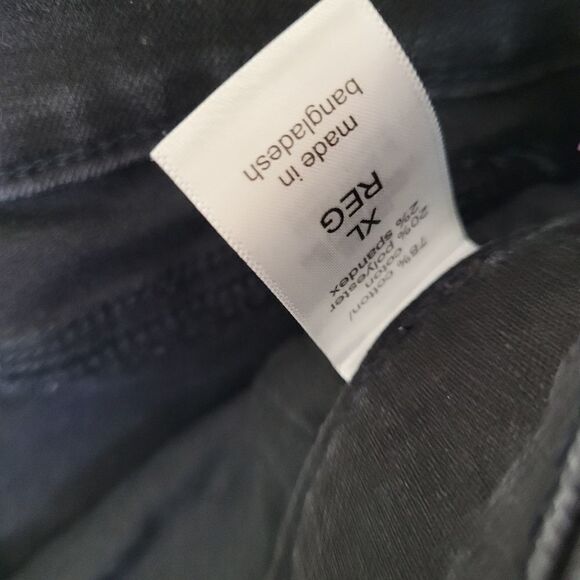 made in
bangladesh
XL
REG
78% cotton/
20% polyester
2% spandex